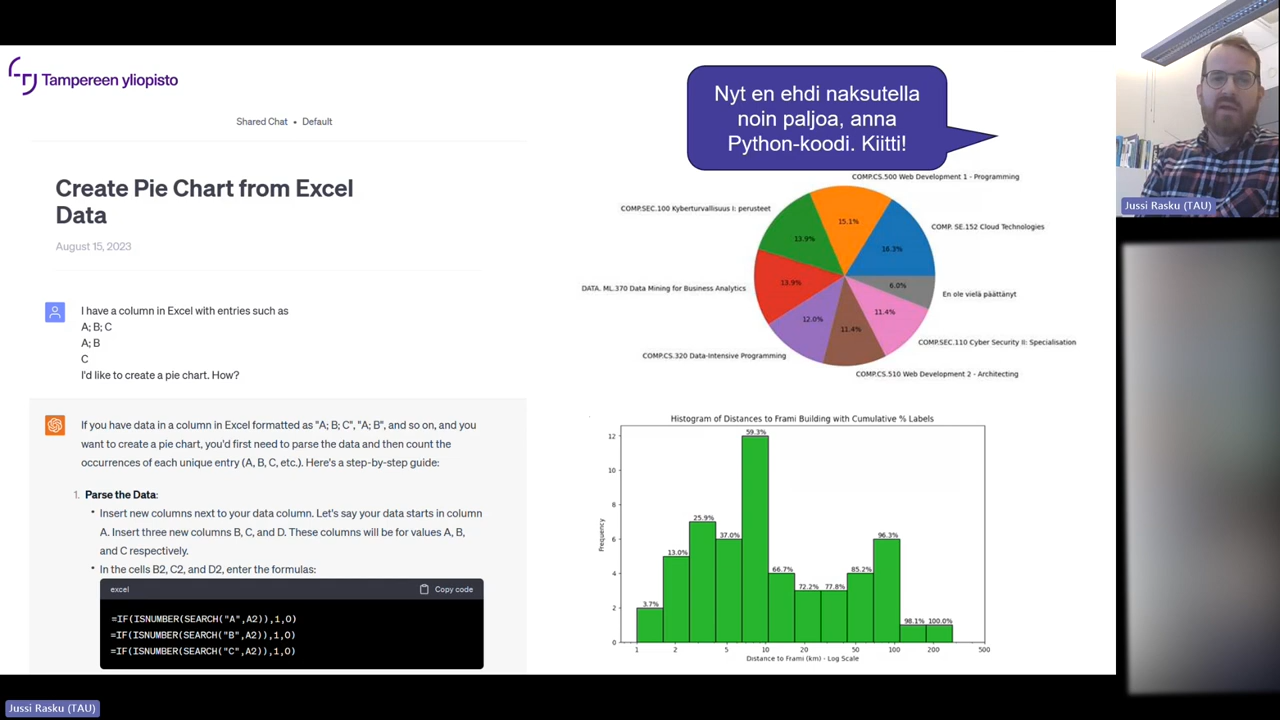 Tampereen yliopisto
Shared Chat • Default
Create Pie Chart from Excel
Data
August 15, 2023
I have a column in Excel with entries such as
A; B; C
A; B
C
I'd like to create a pie chart. How?
If you have data in a column in Excel formatted as "A; B; C", "A; B", and so on, and you
want to create a pie chart, you'd first need to parse the data and then count the
occurrences of each unique entry (A, B, C, etc.). Here's a step-by-step guide:
1. Parse the Data:
• Insert new columns next to your data column. Let's say your data starts in column
A. Insert three new columns B, C, and D. These columns will be for values A, B,
and C respectively.
• In the cells B2, C2, and D2, enter the formulas:
excel
Copy code
=IF(ISNUMBER(SEARCH("A",A2)),1,0)
=IF(ISNUMBER(SEARCH("B",A2)),1,0)
=IF(ISNUMBER(SEARCH("C",A2)),1,0)
Nyt en ehdi naksutella
noin paljoa, anna
Python-koodi. Kiitti!
COMP.CS.500 Web Development 1 - Programming
COMP.SEC.100 Kyberturvallisuus I: perusteet
COMP. SE.152 Cloud Technologies
DATA. ML.370 Data Mining for Business Analytics
En ole vielä päättänyt
COMP.SEC.110 Cyber Security II: Specialisation
COMP.CS.320 Data-Intensive Programming
COMP.CS.510 Web Development 2 - Architecting
15.1%
13.9%
16.3%
13.9%
6.0%
12.0%
11.4%
11.4%
Histogram of Distances to Frami Building with Cumulative % Labels
Frequency
12
10
8
6
4
2
0
3.7%
13.0%
25.9%
37.0%
59.3%
66.7%
72.2%
77.8%
85.2%
96.3%
98.1%
100.0%
1 2 5 10 20 50 100 200 500
Distance to Frami (km) - Log Scale
Jussi Rasku (TAU)
Jussi Rasku (TAU)